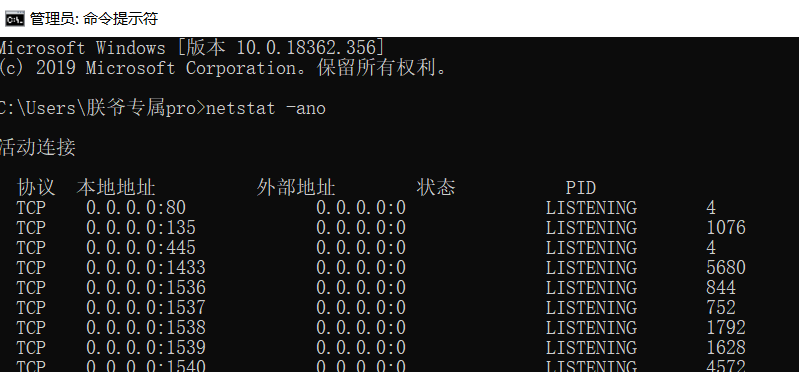 管理员: 命令提示符
Microsoft Windows [版本 10.0.18362.356]
(c) 2019 Microsoft Corporation。保留所有权利。
C:\Users\朕爷专属pro>netstat -ano
活动连接
协议 本地地址 外部地址 状态 PID
TCP 0.0.0.0:80 0.0.0.0:0 LISTENING 4
TCP 0.0.0.0:135 0.0.0.0:0 LISTENING 1076
TCP 0.0.0.0:445 0.0.0.0:0 LISTENING 4
TCP 0.0.0.0:1433 0.0.0.0:0 LISTENING 5680
TCP 0.0.0.0:1536 0.0.0.0:0 LISTENING 844
TCP 0.0.0.0:1537 0.0.0.0:0 LISTENING 752
TCP 0.0.0.0:1538 0.0.0.0:0 LISTENING 1792
TCP 0.0.0.0:1539 0.0.0.0:0 LISTENING 1628
TCP 0.0.0.0:1540 0.0.0.0:0 LISTENING 4572